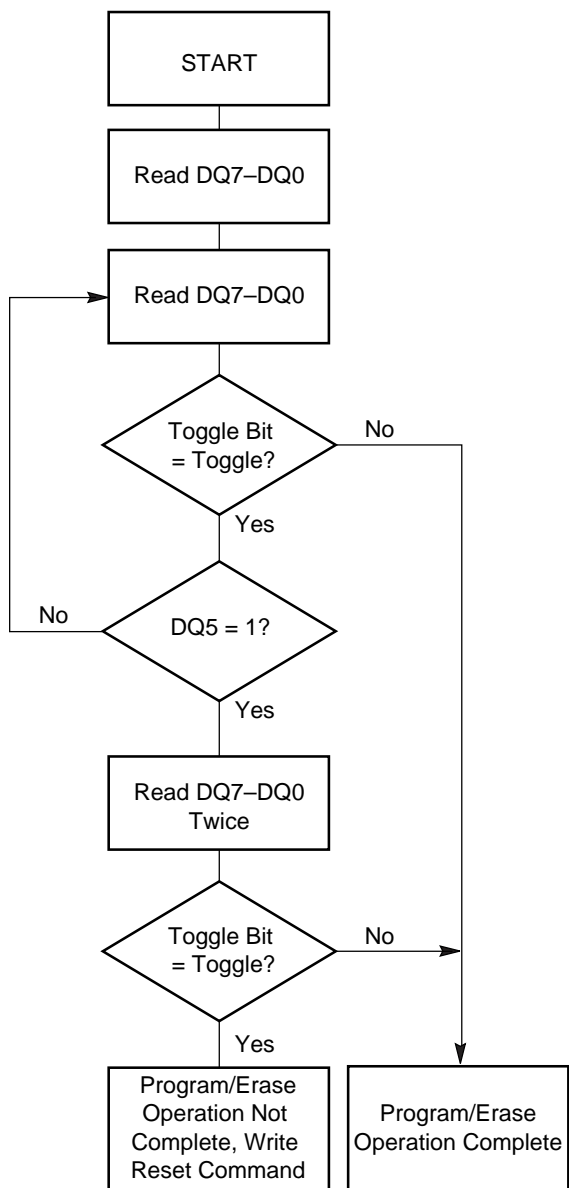 START
Read DQ7–DQ0
Read DQ7–DQ0
Toggle Bit
= Toggle?
No
Yes
No
DQ5 = 1?
Yes
Read DQ7–DQ0
Twice
Toggle Bit
= Toggle?
No
Yes
Program/Erase
Operation Not
Complete, Write
Reset Command
Program/Erase
Operation Complete